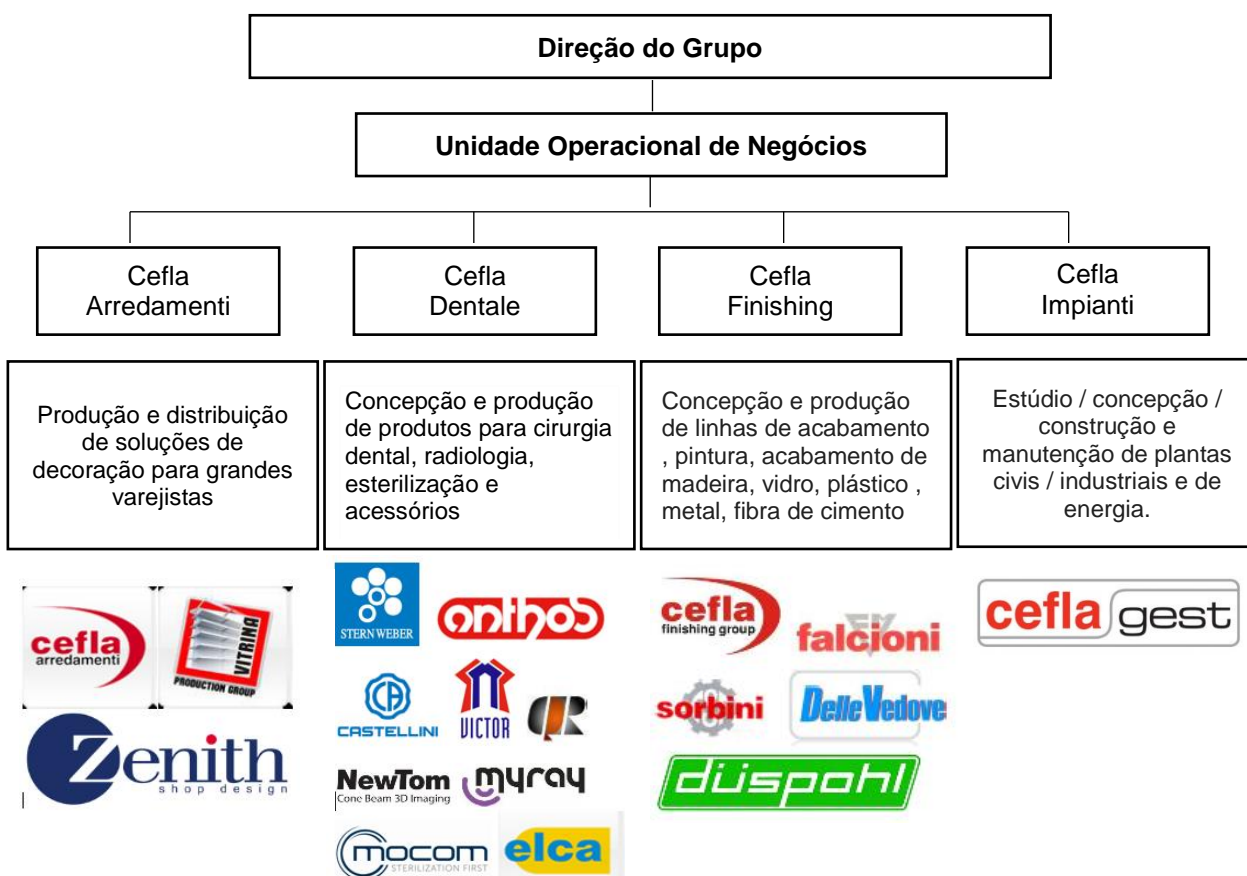 Direção do Grupo
Unidade Operacional de Negócios
Cefla
Arredamenti
Cefla
Dentale
Cefla
Finishing
Cefla
Impianti
Produção e distribuição
de soluções de
decoração para grandes
varejistas
Concepção e produção
de produtos para cirurgia
dental, radiologia,
esterilização e
acessórios
Concepção e produção
de linhas de acabamento
, pintura, acabamento de
madeira, vidro, plástico ,
metal, fibra de cimento
Estúdio / concepção /
construção e
manutenção de plantas
civis / industriais e de
energia.
cefla
arredamenti
VITRINA
PRODUCTION GROUP
Zenith
shop design
STERN WEBER
anthos
CASTELLINI
VICTOR
NewTom
Cone Beam 3D Imaging
myray
mocom
STERILIZATION FIRST
elca
cefla
finishing group
falcioni
sorbini
DelleVedove
düspohl
cefla gest